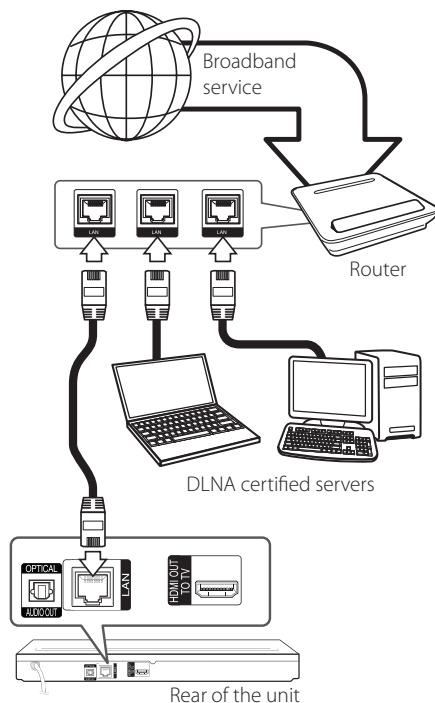 Broadband
service
LAN
LAN
LAN
Router
DLNA certified servers
OPTICAL
AUDIO OUT
LAN
HDMI OUT
TO TV
Rear of the unit